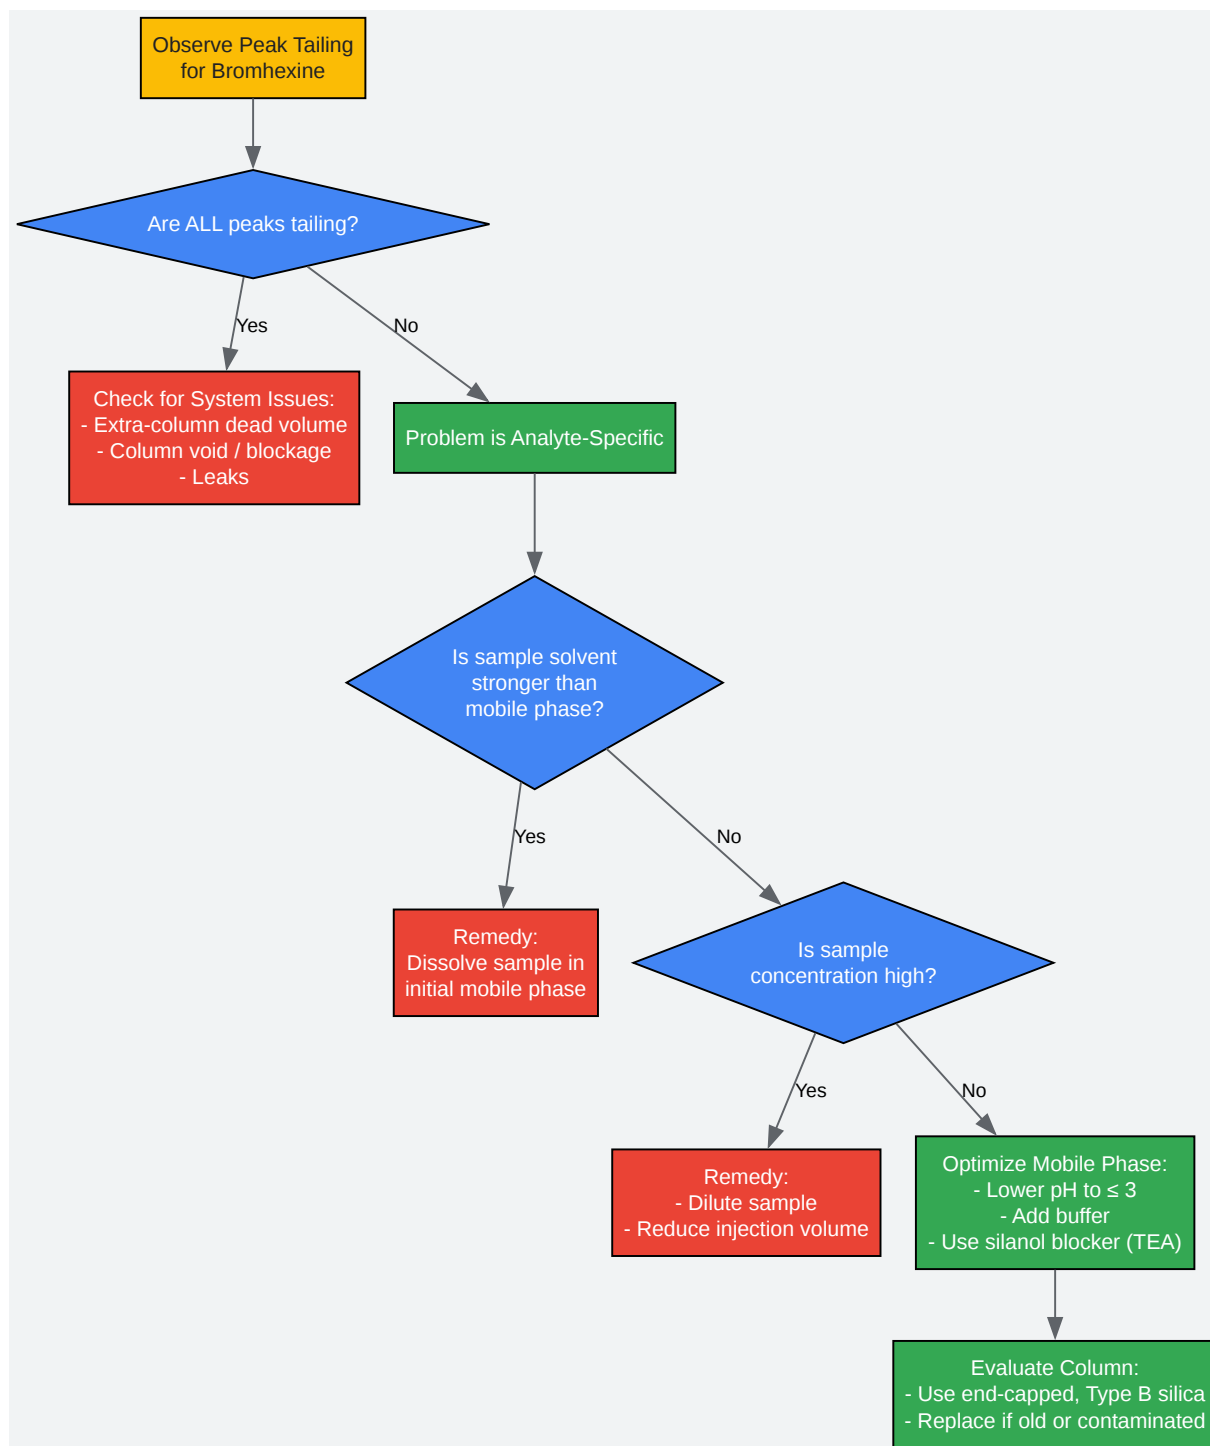 Observe Peak Tailing
for Bromhexine
Are ALL peaks tailing?
Yes
No
Check for System Issues:
- Extra-column dead volume
- Column void / blockage
- Leaks
Problem is Analyte-Specific
Is sample solvent
stronger than
mobile phase?
Yes
No
Remedy:
Dissolve sample in
initial mobile phase
Is sample
concentration high?
Yes
No
Remedy:
- Dilute sample
- Reduce injection volume
Optimize Mobile Phase:
- Lower pH to ≤ 3
- Add buffer
- Use silanol blocker (TEA)
Evaluate Column:
- Use end-capped, Type B silica
- Replace if old or contaminated